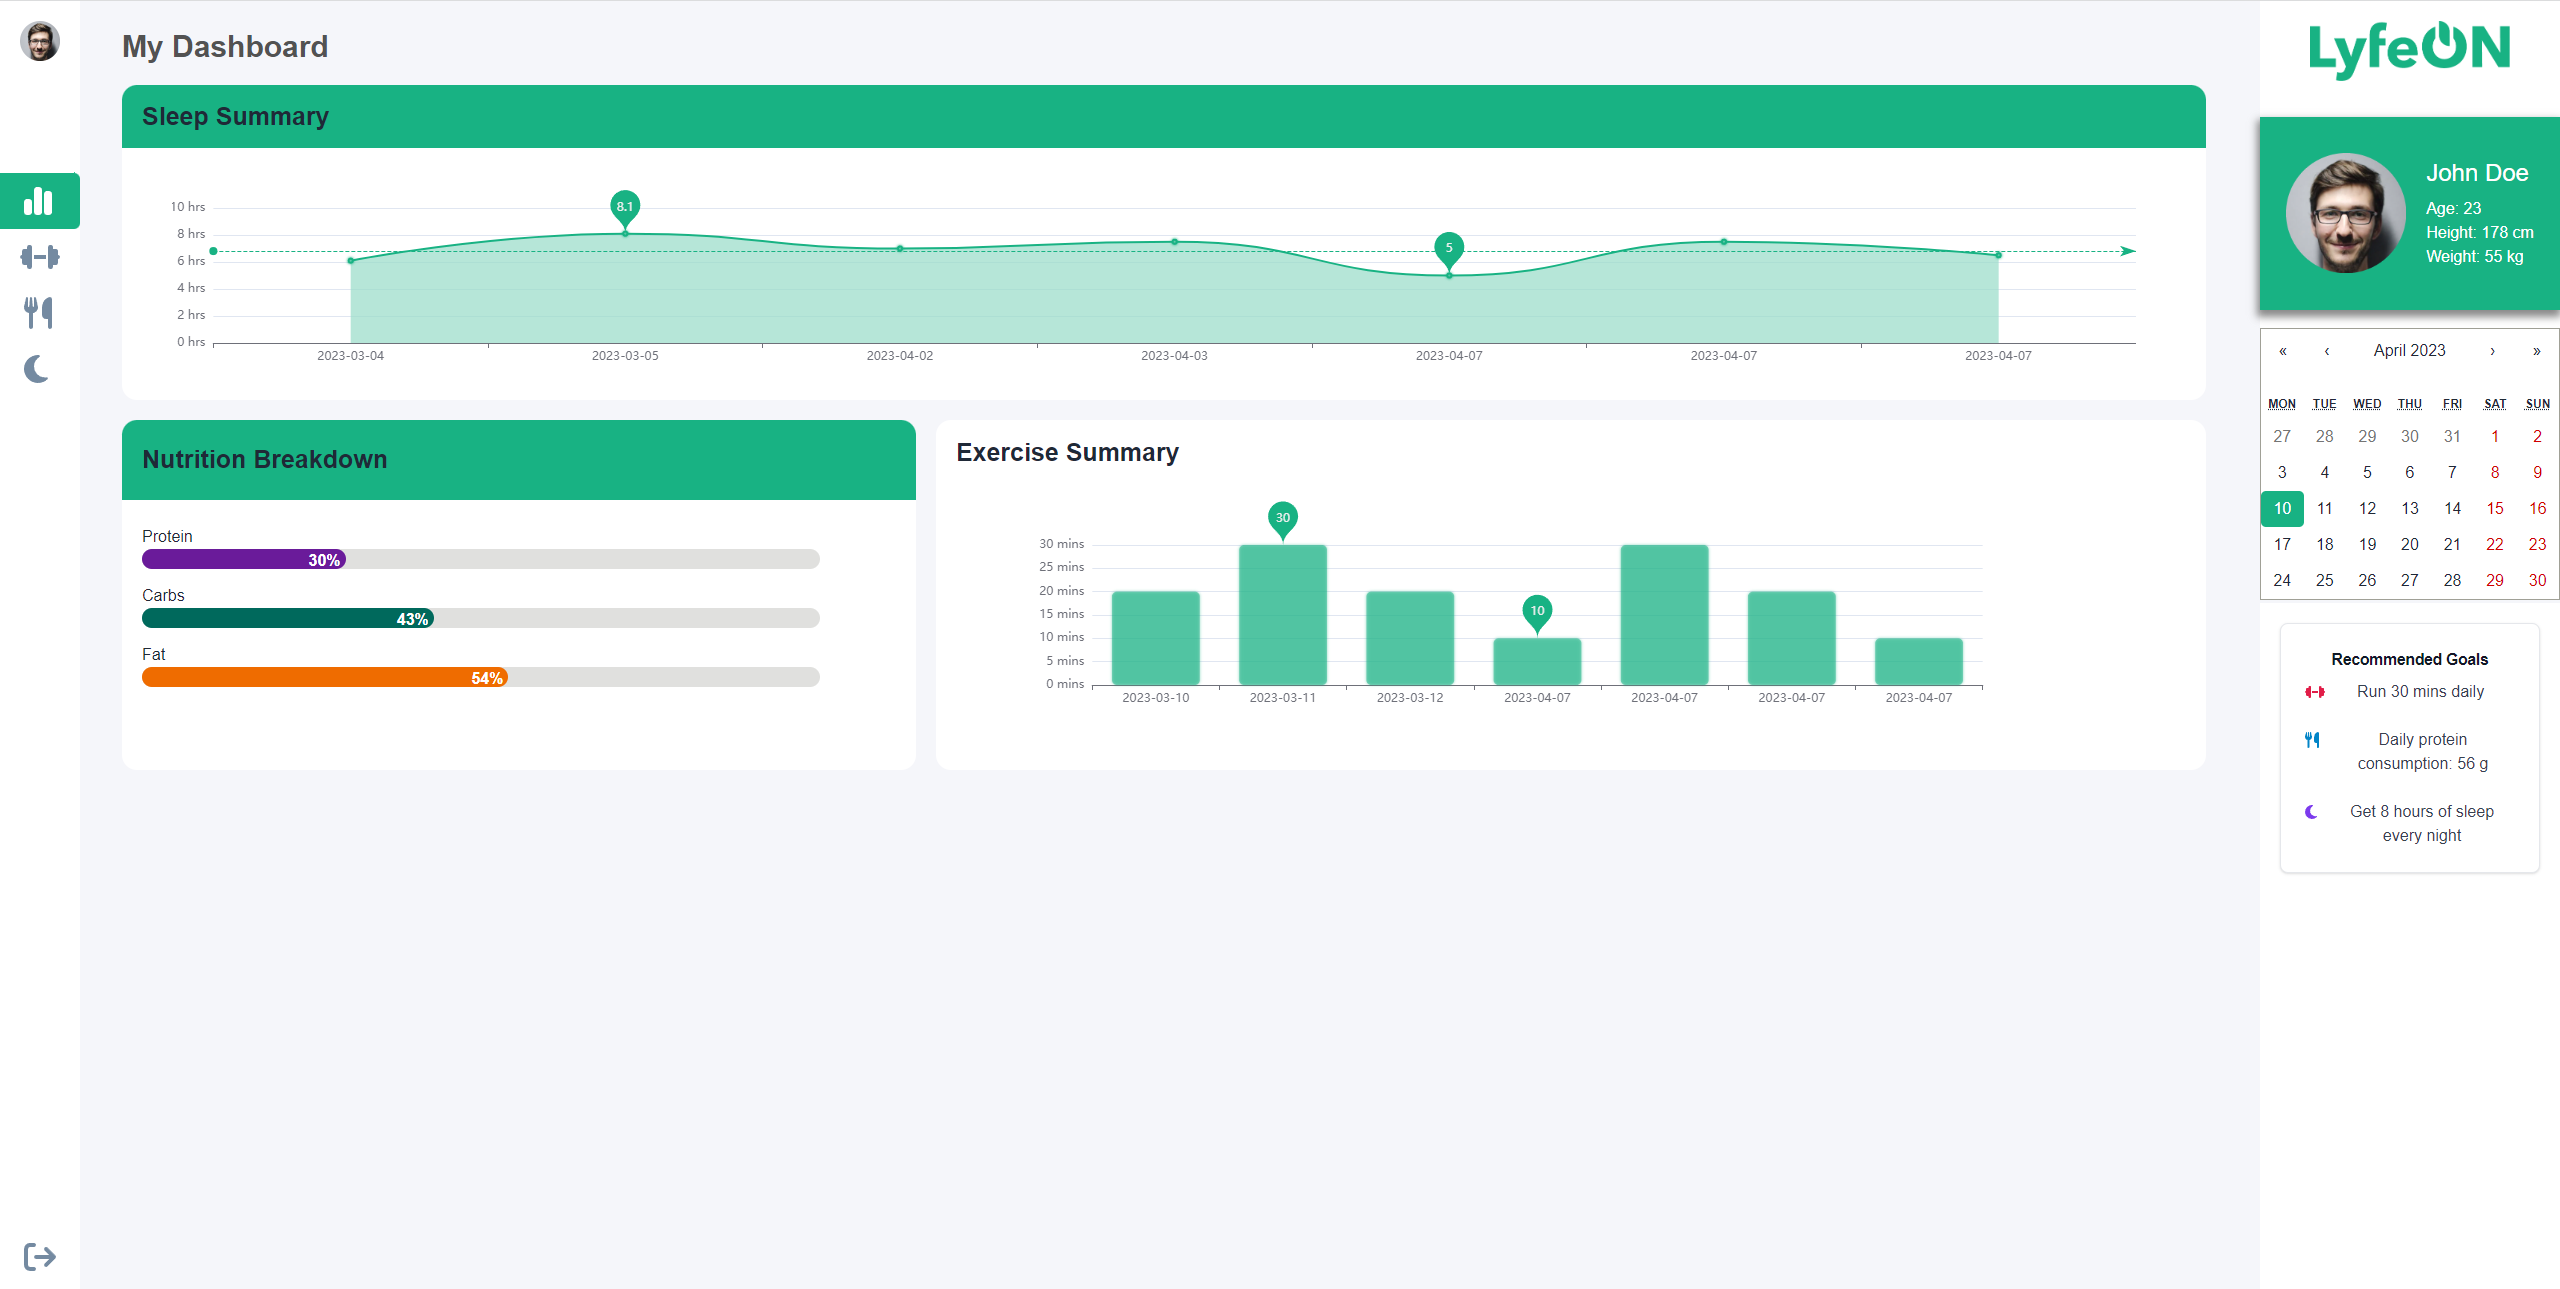 My Dashboard
Sleep Summary
10 hrs
8 hrs
6 hrs
4 hrs
2 hrs
0 hrs
8.1
5
2023-03-04 2023-03-05 2023-04-02 2023-04-03 2023-04-07 2023-04-07 2023-04-07
Nutrition Breakdown
Protein
30%
Carbs
43%
Fat
54%
Exercise Summary
30 mins
25 mins
20 mins
15 mins
10 mins
5 mins
0 mins
30
10
2023-03-10 2023-03-11 2023-03-12 2023-04-07 2023-04-07 2023-04-07 2023-04-07
LyfeON
John Doe
Age: 23
Height: 178 cm
Weight: 55 kg
« ‹ April 2023 › »
MON TUE WED THU FRI SAT SUN
27 28 29 30 31 1 2
3 4 5 6 7 8 9
10 11 12 13 14 15 16
17 18 19 20 21 22 23
24 25 26 27 28 29 30
Recommended Goals
Run 30 mins daily
Daily protein
consumption: 56 g
Get 8 hours of sleep
every night